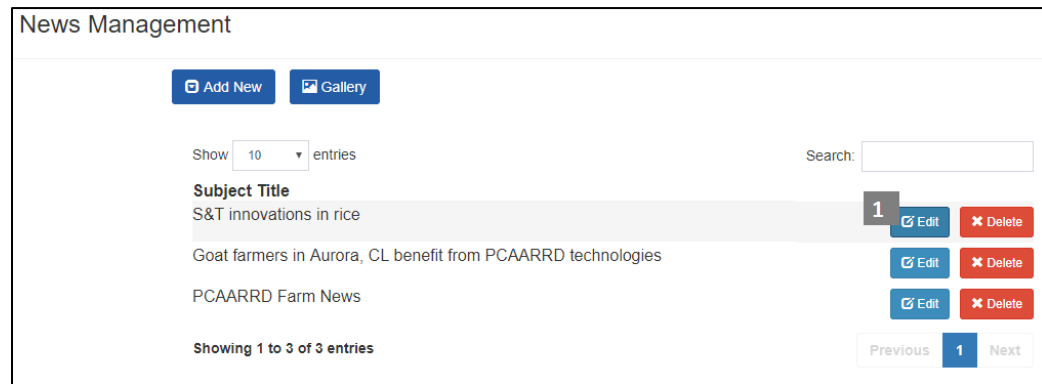 News Management
Add New Gallery
Show 10 entries Search:
Subject Title
S&T innovations in rice 1 Edit Delete
Goat farmers in Aurora, CL benefit from PCAARRD technologies Edit Delete
PCAARRD Farm News Edit Delete
Showing 1 to 3 of 3 entries Previous 1 Next